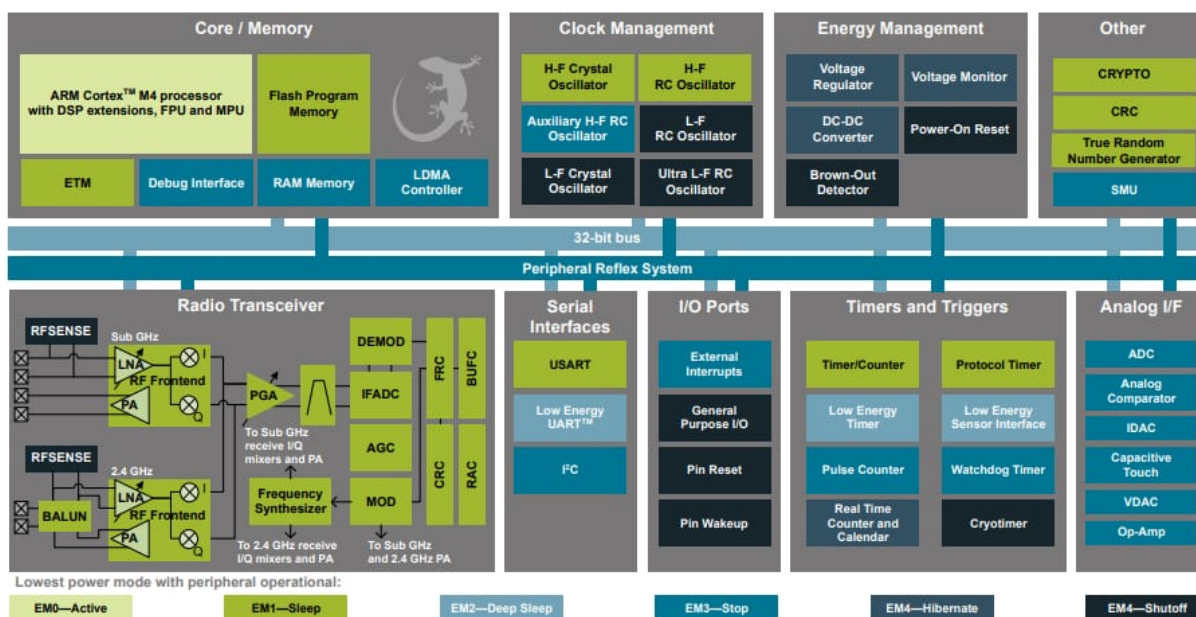 Core / Memory
ARM Cortex™ M4 processor
with DSP extensions, FPU and MPU
Flash Program
Memory
ETM
Debug Interface
RAM Memory
LDMA
Controller
Clock Management
H-F Crystal
Oscillator
H-F
RC Oscillator
Auxiliary H-F RC
Oscillator
L-F
RC Oscillator
L-F Crystal
Oscillator
Ultra L-F RC
Oscillator
Energy Management
Voltage
Regulator
Voltage Monitor
DC-DC
Converter
Power-On Reset
Brown-Out
Detector
Other
CRYPTO
CRC
True Random
Number Generator
SMU
32-bit bus
Peripheral Reflex System
Radio Transceiver
RFSENSE
Sub GHz
LNA
RF Frontend
PA
I
Q
RFSENSE
2.4 GHz
LNA
RF Frontend
BALUN
PA
I
Q
PGA
To Sub GHz
receive I/Q
mixers and PA
Frequency
Synthesizer
To 2.4 GHz receive
I/Q mixers and PA
DEMOD
IFADC
AGC
MOD
To Sub GHz
and 2.4 GHz PA
FRC
BUFC
CRC
RAC
Serial
Interfaces
USART
Low Energy
UART™
I²C
I/O Ports
External
Interrupts
General
Purpose I/O
Pin Reset
Pin Wakeup
Timers and Triggers
Timer/Counter
Protocol Timer
Low Energy
Timer
Low Energy
Sensor Interface
Pulse Counter
Watchdog Timer
Real Time
Counter and
Calendar
Cryotimer
Analog I/F
ADC
Analog
Comparator
IDAC
Capacitive
Touch
VDAC
Op-Amp
Lowest power mode with peripheral operational:
EM0—Active
EM1—Sleep
EM2—Deep Sleep
EM3—Stop
EM4—Hibernate
EM4—Shutoff